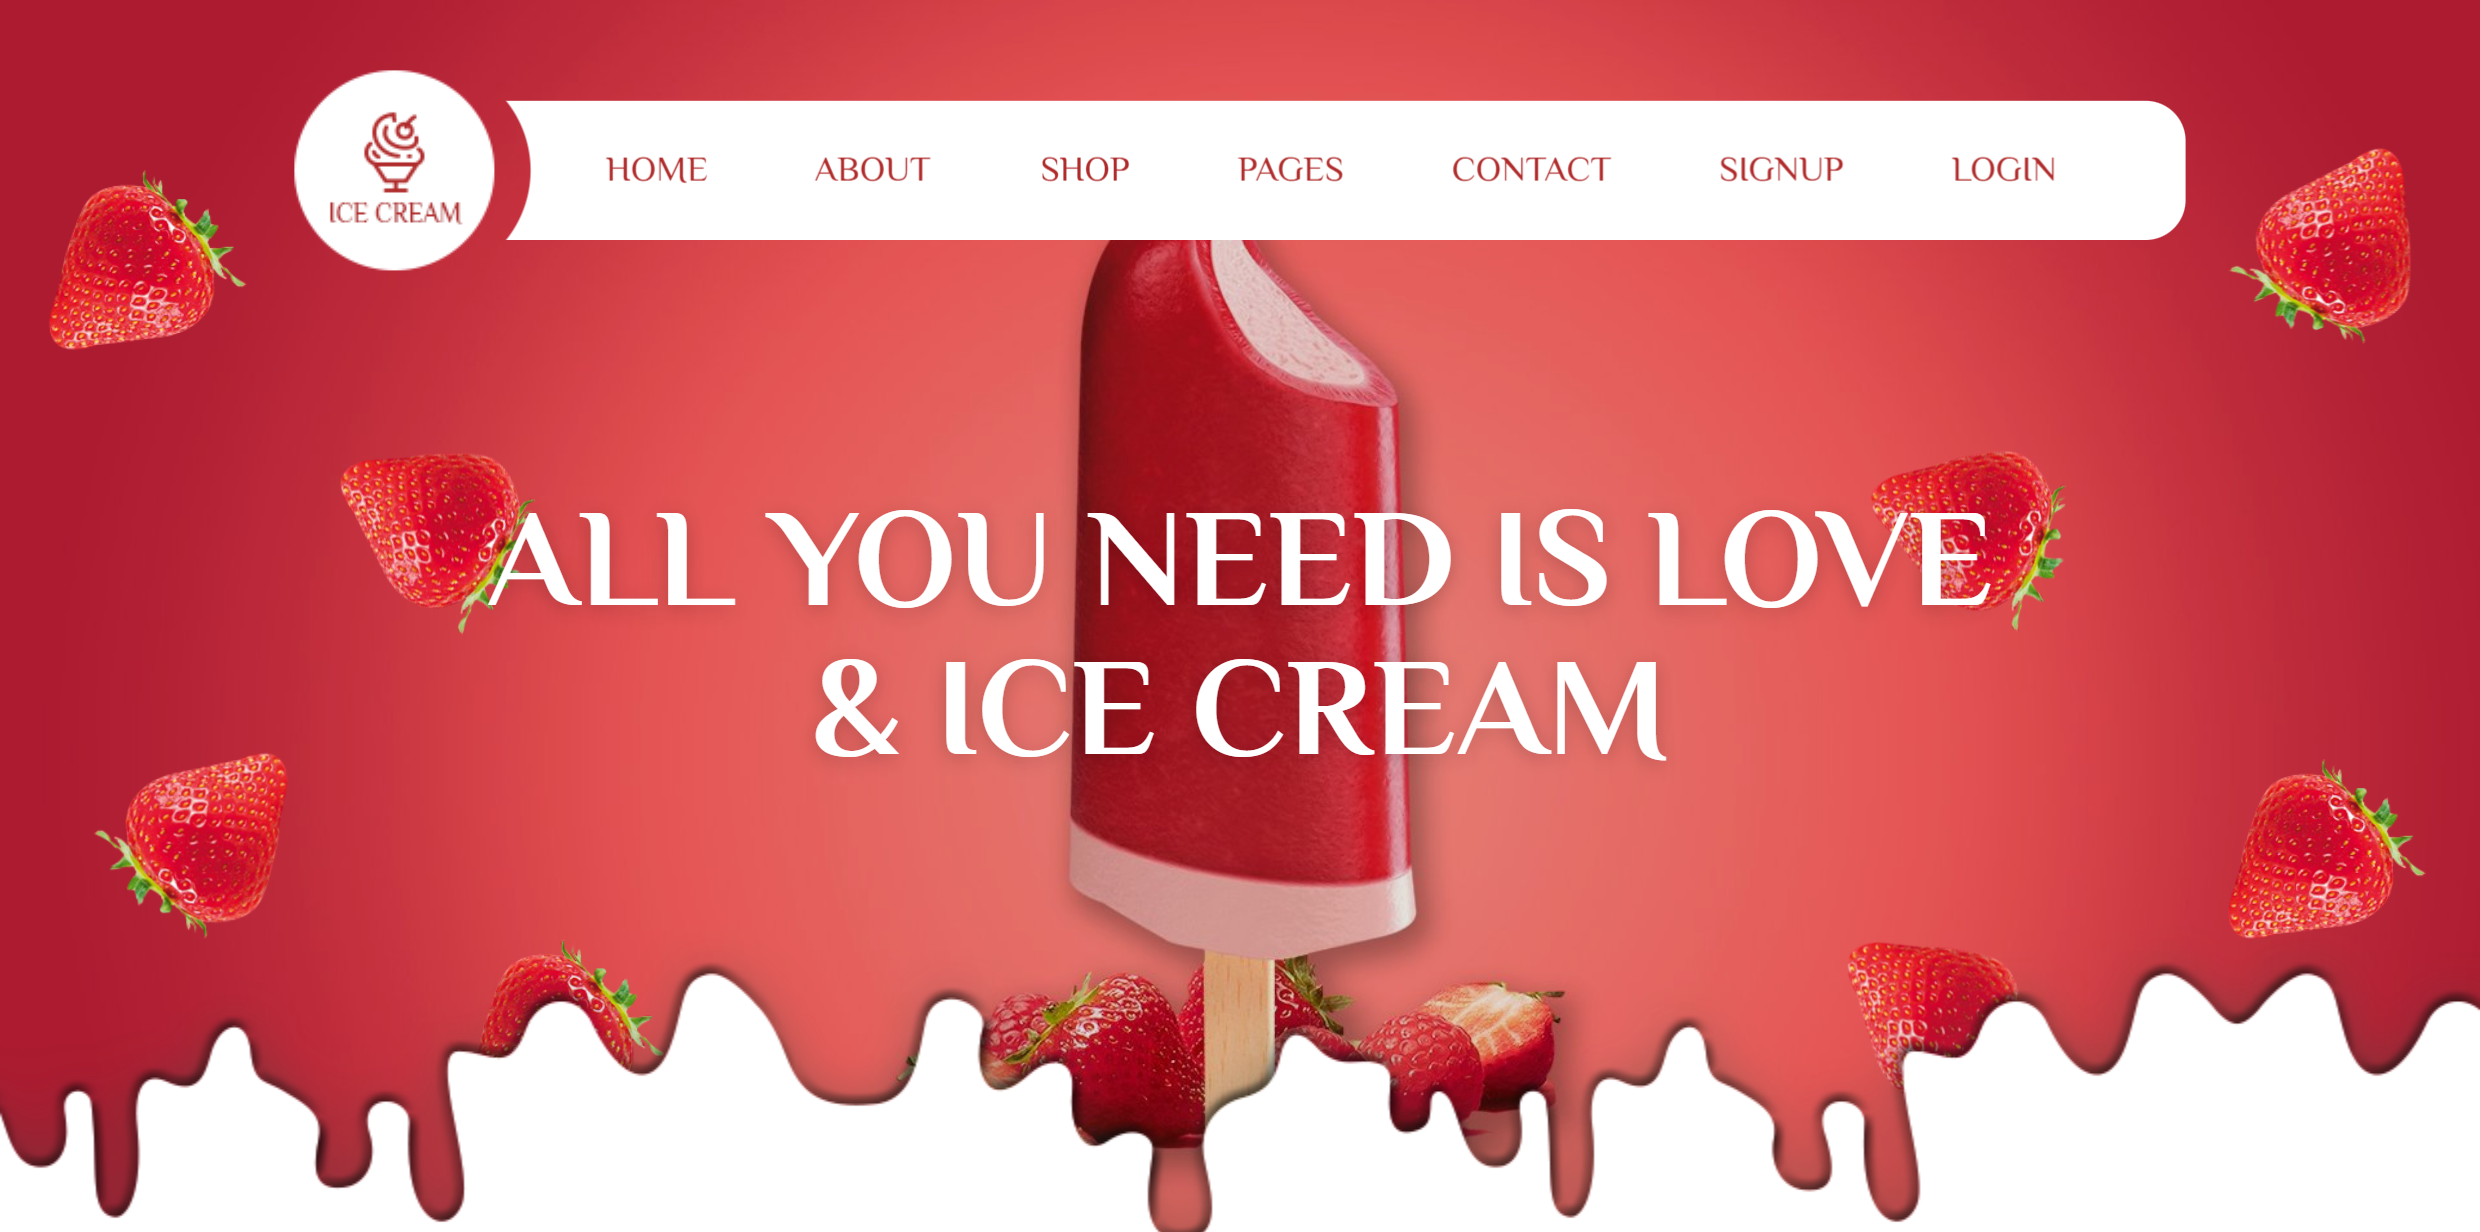 ICE CREAM
HOME ABOUT SHOP PAGES CONTACT SIGNUP LOGIN
ALL YOU NEED IS LOVE
& ICE CREAM